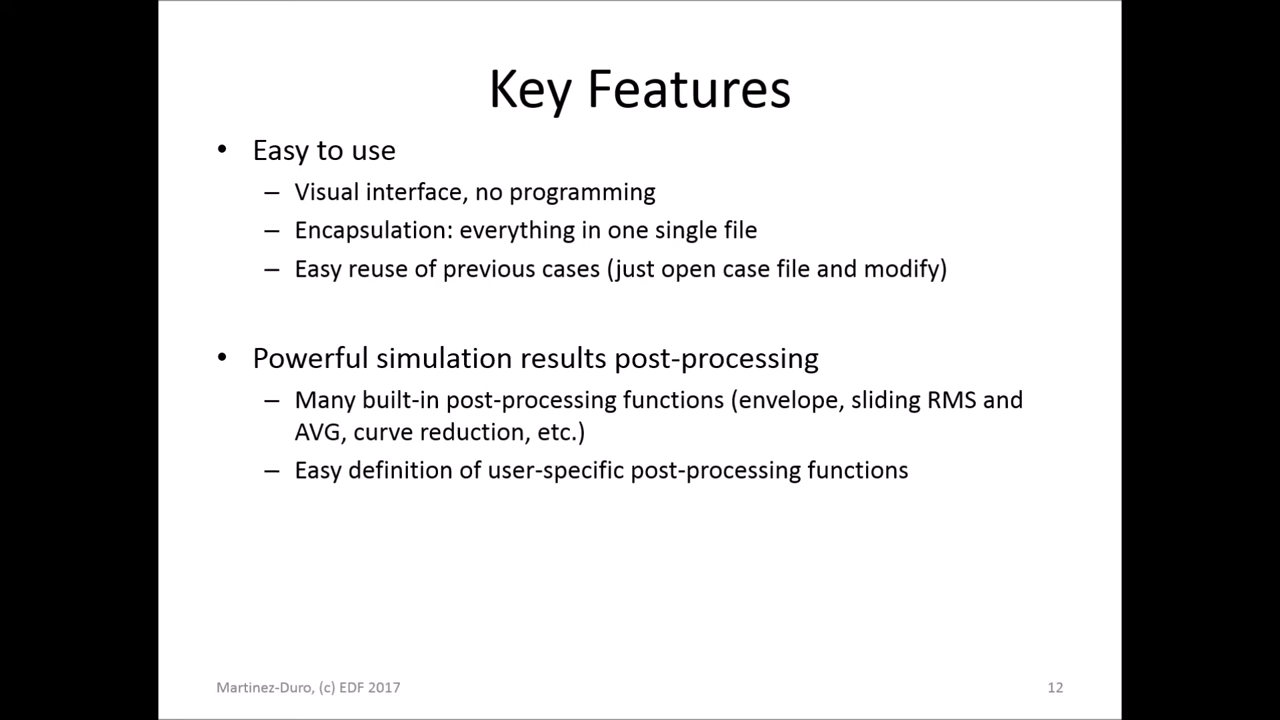 Key Features
• Easy to use
– Visual interface, no programming
– Encapsulation: everything in one single file
– Easy reuse of previous cases (just open case file and modify)
• Powerful simulation results post-processing
– Many built-in post-processing functions (envelope, sliding RMS and
AVG, curve reduction, etc.)
– Easy definition of user-specific post-processing functions
Martinez-Duro, (c) EDF 2017
12